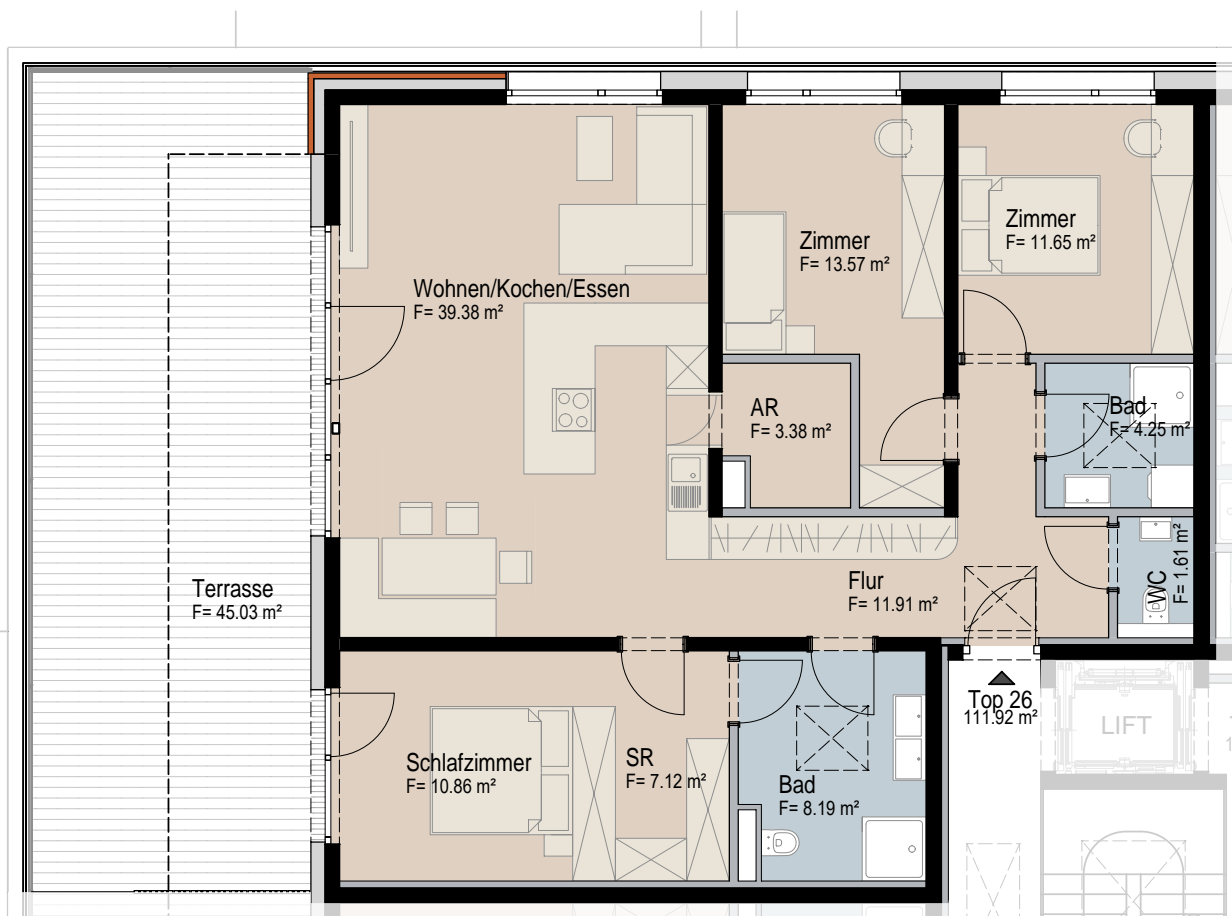 Zimmer
F= 11.65 m²
Zimmer
F= 13.57 m²
Wohnen/Kochen/Essen
F= 39.38 m²
AR
F= 3.38 m²
Bad
F= 4.25 m²
WC
F= 1.61 m²
Terrasse
F= 45.03 m²
Flur
F= 11.91 m²
Top 26
111.92 m²
LIFT
1
Schlafzimmer
F= 10.86 m²
SR
F= 7.12 m²
Bad
F= 8.19 m²